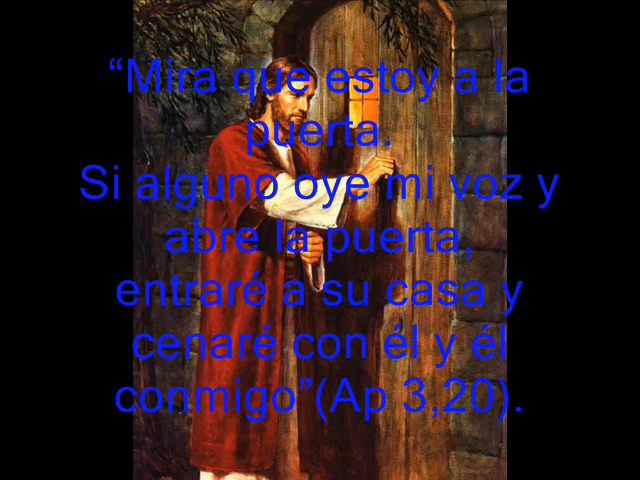 “Mira que estoy a la
puerta.
Si alguno oye mi voz y
abre la puerta,
entraré a su casa y
cenaré con él y él
conmigo”(Ap 3,20).